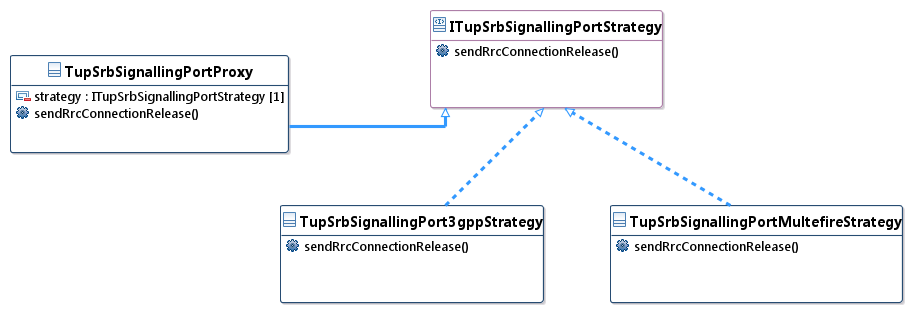 ITupSrbSignallingPortStrategy
sendRrcConnectionRelease()
TupSrbSignallingPortProxy
strategy : ITupSrbSignallingPortStrategy [1]
sendRrcConnectionRelease()
TupSrbSignallingPort3gppStrategy
sendRrcConnectionRelease()
TupSrbSignallingPortMultefireStrategy
sendRrcConnectionRelease()